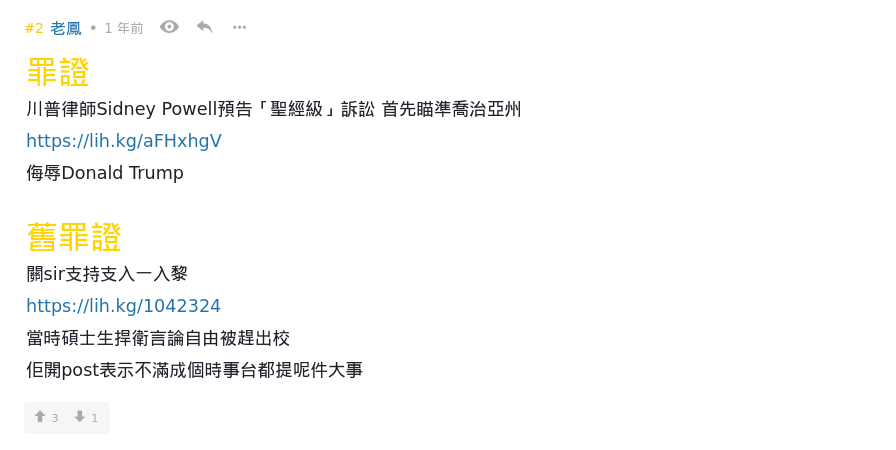 #2 老鳳 • 1 年前
罪證
川普律師Sidney Powell預告「聖經級」訴訟 首先瞄準喬治亞州
https://lih.kg/aFHxhgV
侮辱Donald Trump
舊罪證
關sir支持支入一入黎
https://lih.kg/1042324
當時碩士生捍衛言論自由被趕出校
佢開post表示不滿成個時事台都提呢件大事
3 1